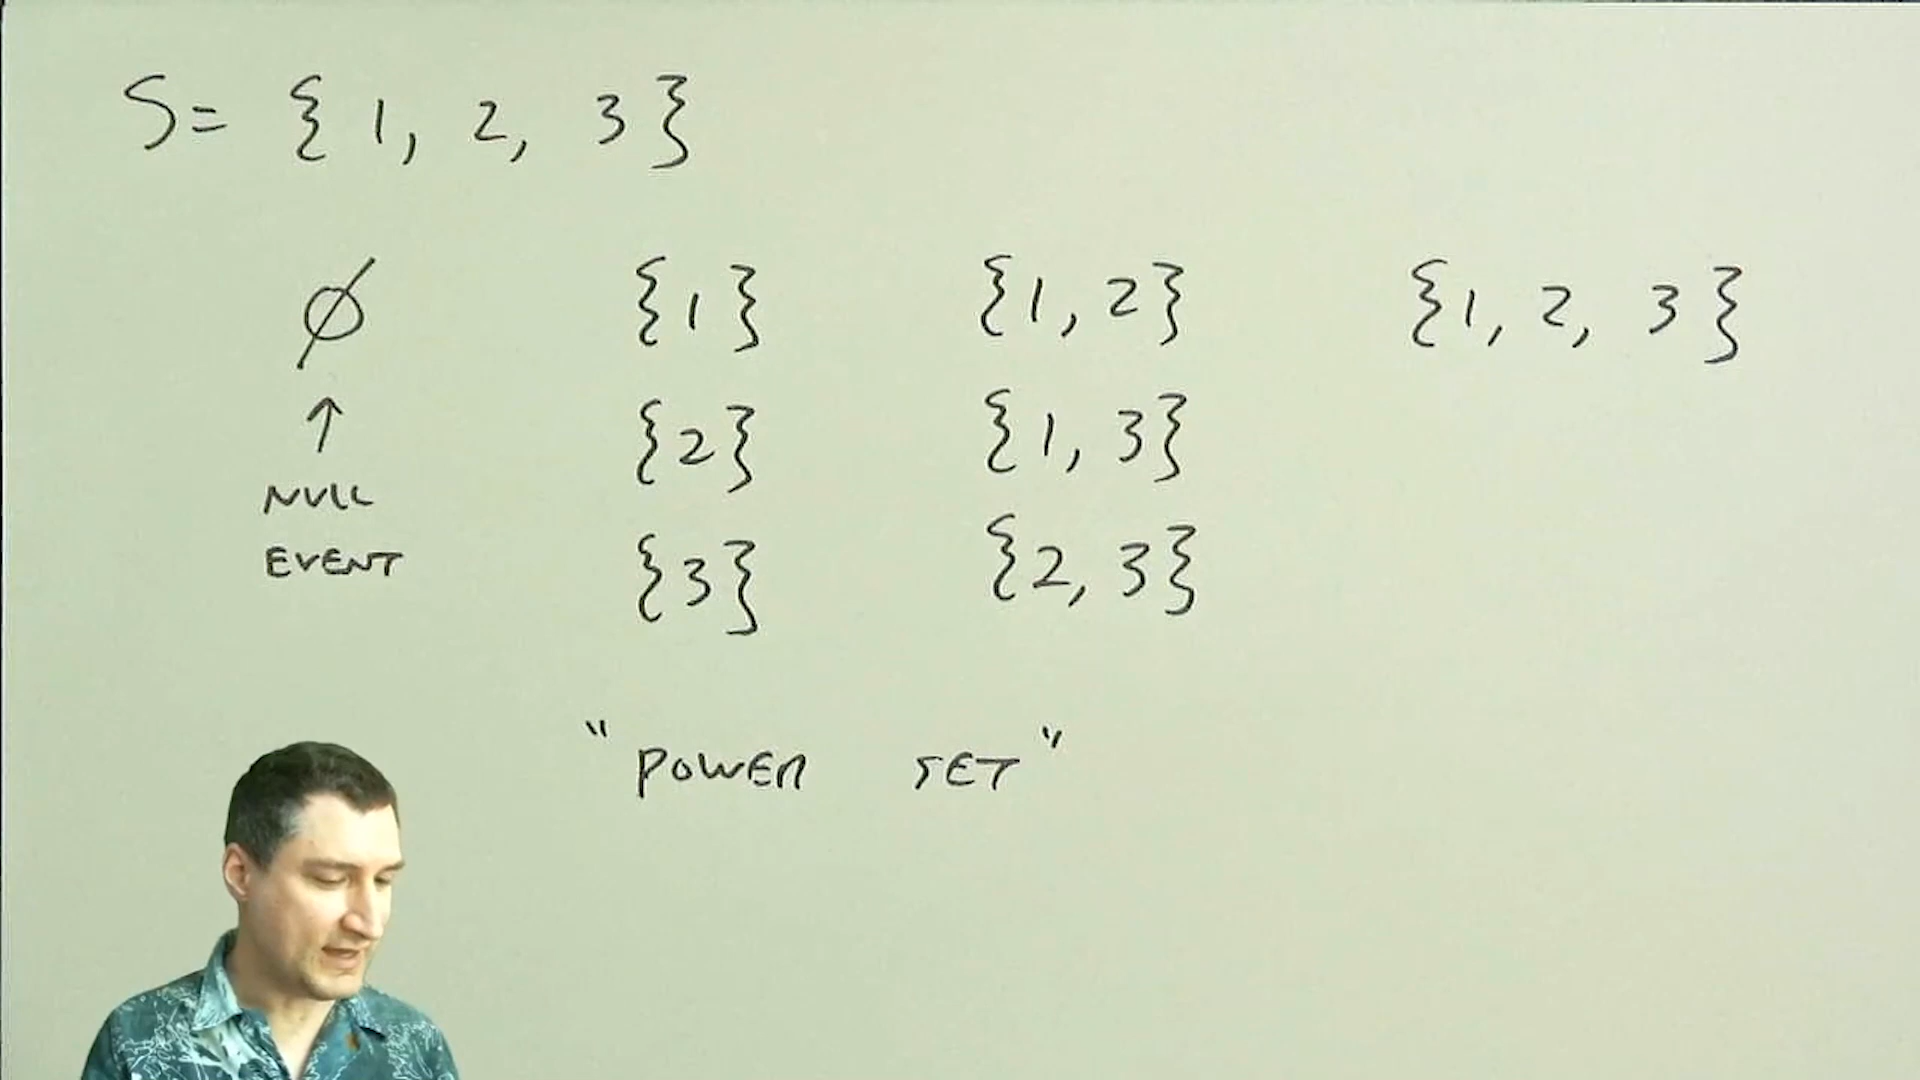 S = { 1, 2, 3 }
∅ {1} {1, 2} {1, 2, 3}
↑ {2} {1, 3}
NULL
EVENT {3} {2, 3}
"POWER SET"